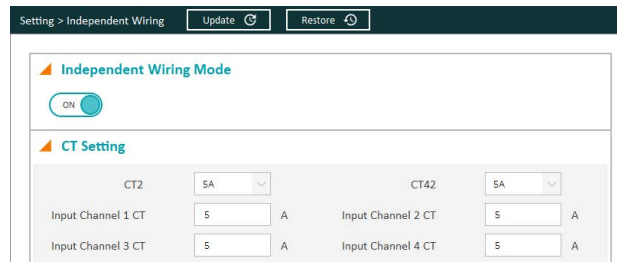 Setting > Independent Wiring Update Restore
Independent Wiring Mode
ON
CT Setting
CT2 5A CT42 5A
Input Channel 1 CT 5 A Input Channel 2 CT 5 A
Input Channel 3 CT 5 A Input Channel 4 CT 5 A